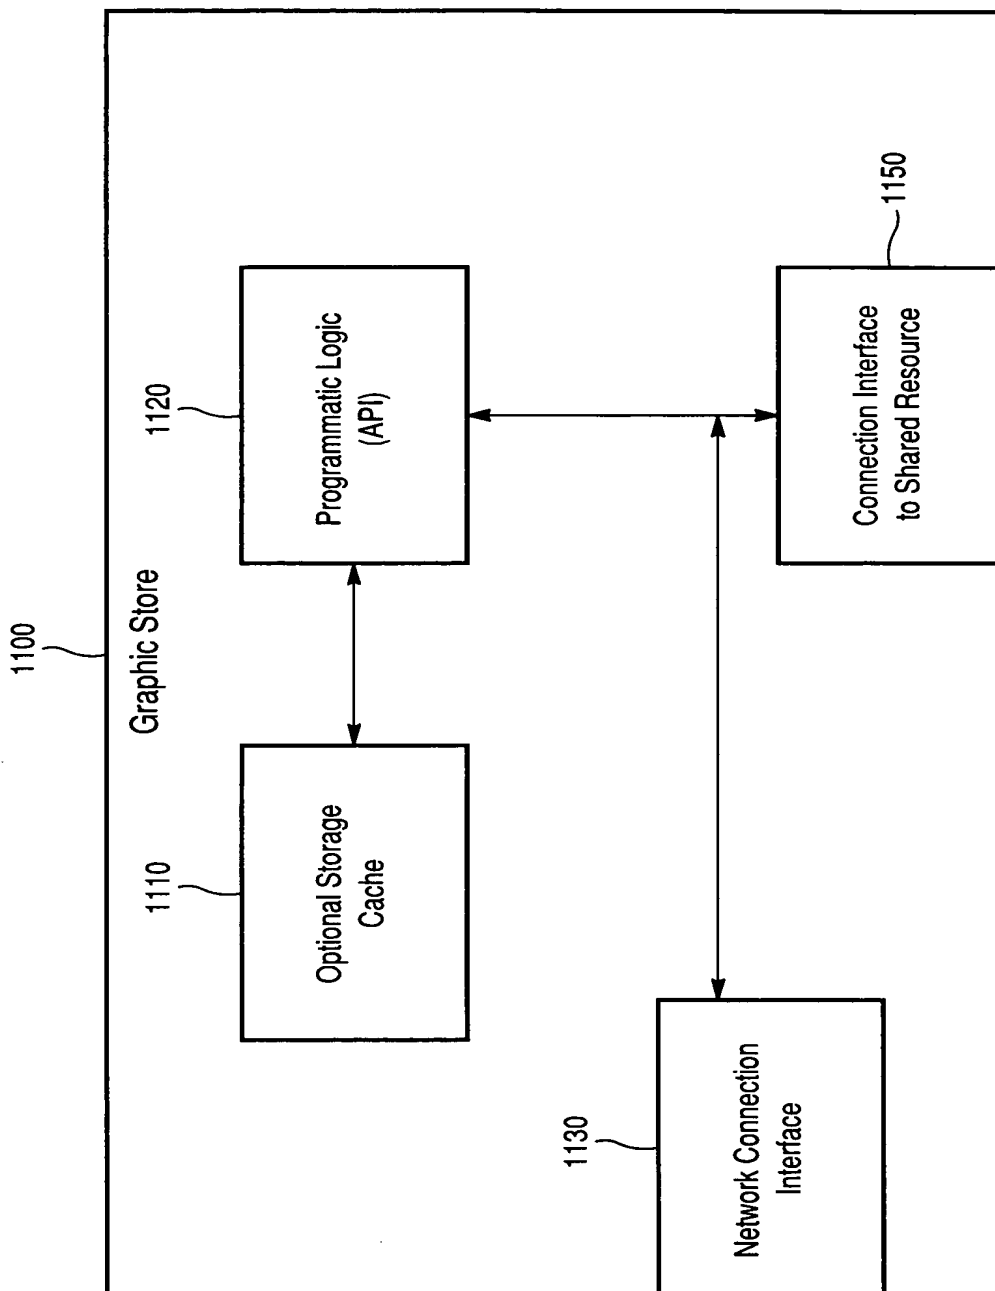 1100
Graphic Store
1110
Optional Storage
Cache
1120
Programmatic Logic
(API)
1130
Network Connection
Interface
1150
Connection Interface
to Shared Resource